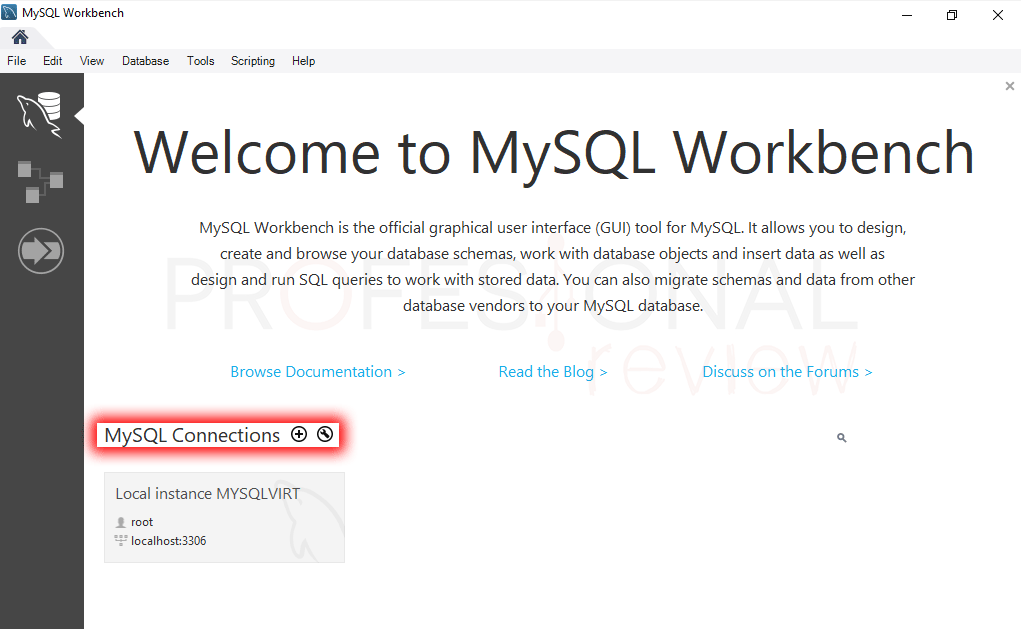 MySQL Workbench
File Edit View Database Tools Scripting Help
Welcome to MySQL Workbench
MySQL Workbench is the official graphical user interface (GUI) tool for MySQL. It allows you to design,
create and browse your database schemas, work with database objects and insert data as well as
design and run SQL queries to work with stored data. You can also migrate schemas and data from other
database vendors to your MySQL database.
PROFESIONAL
review
Browse Documentation > Read the Blog > Discuss on the Forums >
MySQL Connections
Local instance MYSQLVIRT
root
localhost:3306